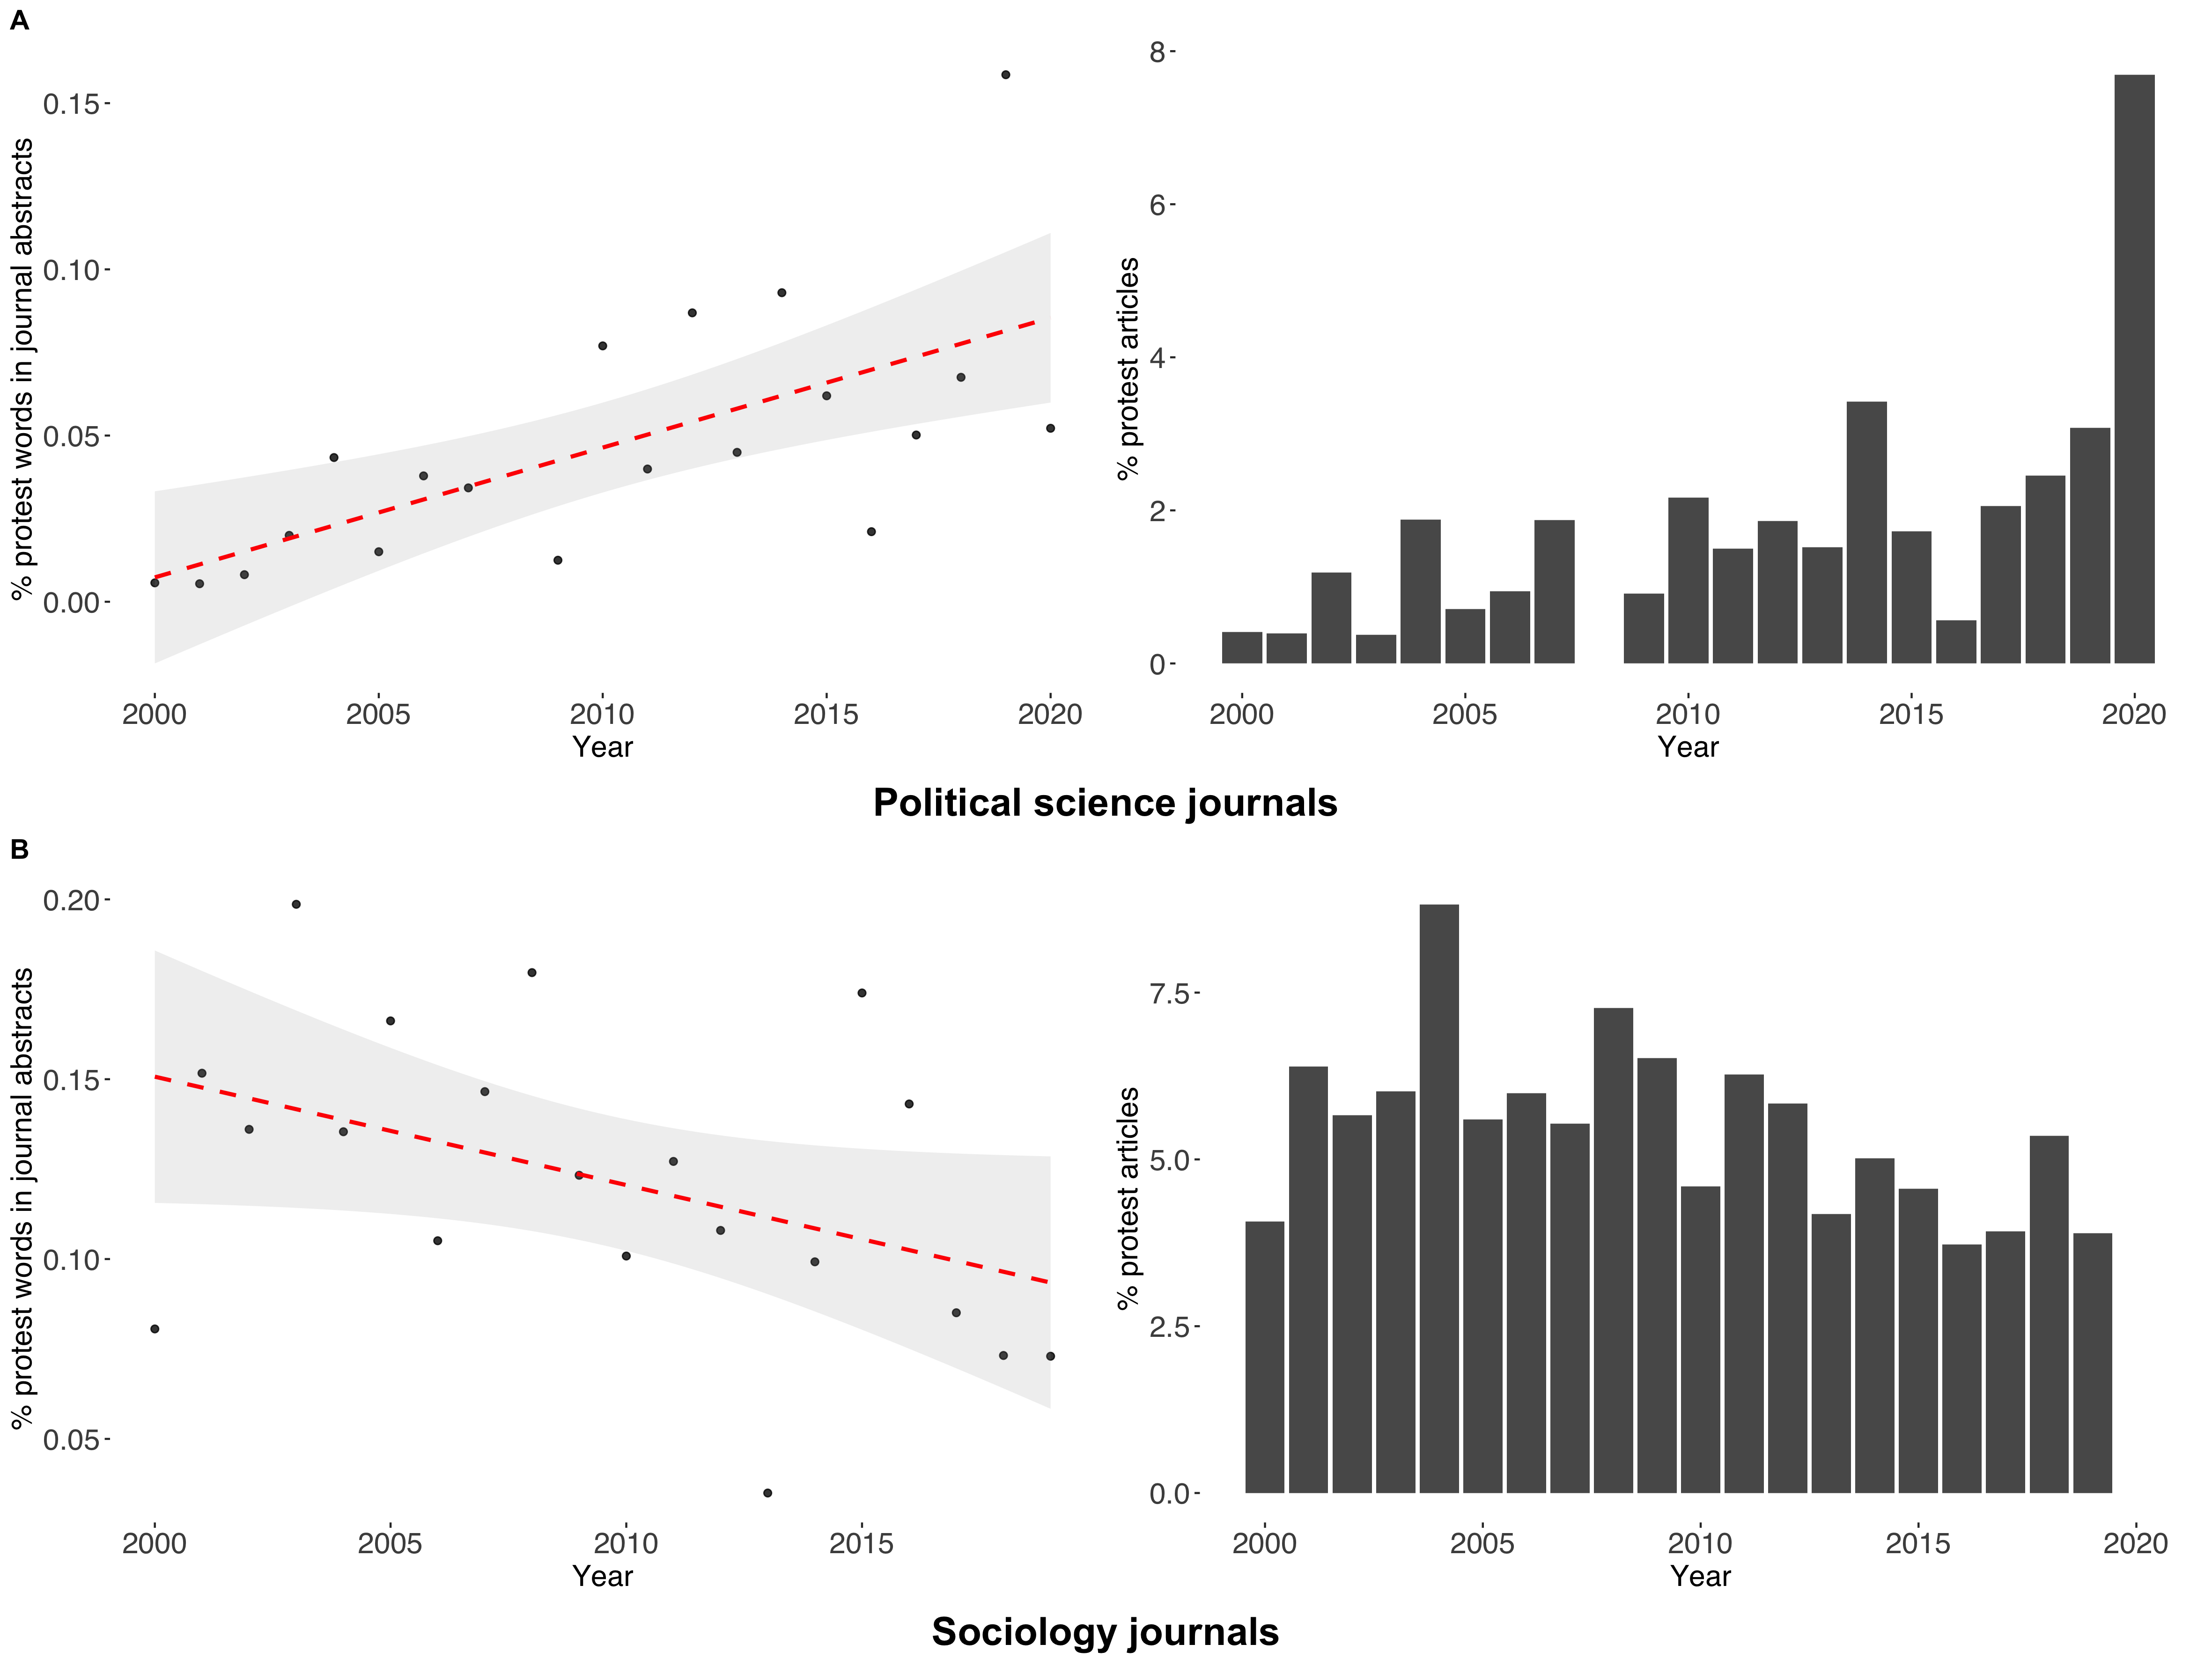 A
% protest words in journal abstracts
0.15
0.10
0.05
0.00
2000 2005 2010 2015 2020
Year
% protest articles
8
6
4
2
0
2000 2005 2010 2015 2020
Year
Political science journals
B
% protest words in journal abstracts
0.20
0.15
0.10
0.05
2000 2005 2010 2015
Year
% protest articles
7.5
5.0
2.5
0.0
2000 2005 2010 2015 2020
Year
Sociology journals